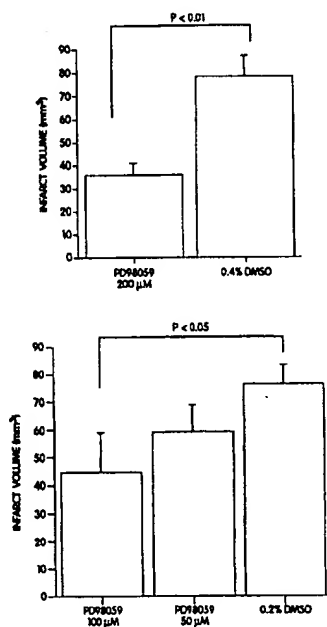 P < 0.01
INFARCT VOLUME (mm³)
90
80
70
60
50
40
30
20
10
0
PD98059
200 µM
0.4% DMSO
P < 0.05
INFARCT VOLUME (mm³)
90
80
70
60
50
40
30
20
10
0
PD98059
100 µM
PD98059
50 µM
0.2% DMSO